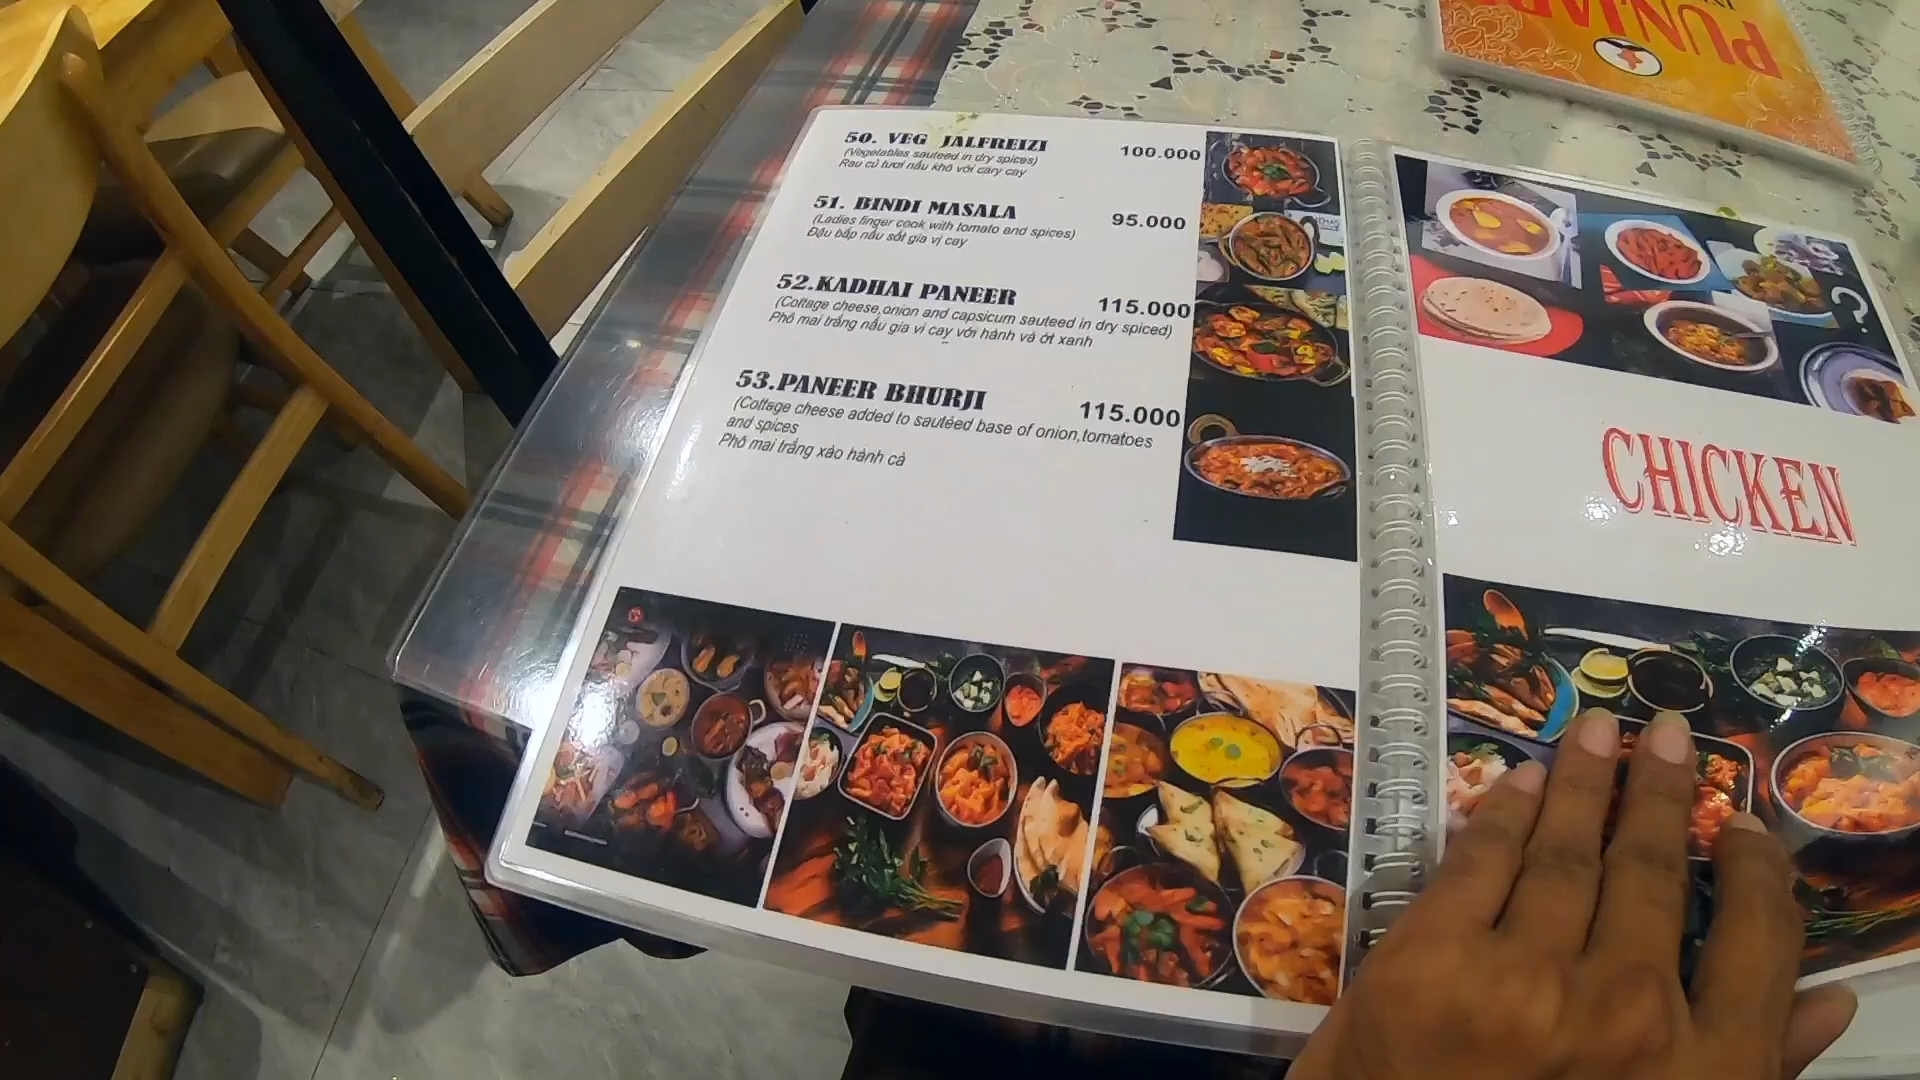 50. VEG JALFREIZI 100.000
(Vegetables sauteed in dry spices)
Rau củ tươi nấu khô với cary cay
51. BINDI MASALA 95.000
(Ladies finger cook with tomato and spices)
Đậu bắp nấu sốt gia vị cay
52.KADHAI PANEER 115.000
(Cottage cheese,onion and capsicum sauteed in dry spiced)
Phô mai trắng nấu gia vị cay với hành và ớt xanh
53.PANEER BHURJI 115.000
(Cottage cheese added to sautéed base of onion,tomatoes
and spices
Phô mai trắng xào hành cà
?
CHICKEN